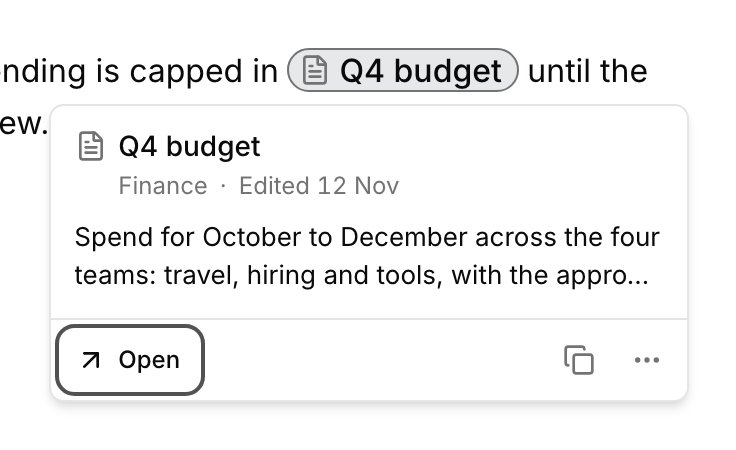 nding is capped in Q4 budget until the
ew.
Q4 budget
Finance · Edited 12 Nov
Spend for October to December across the four
teams: travel, hiring and tools, with the appro...
Open